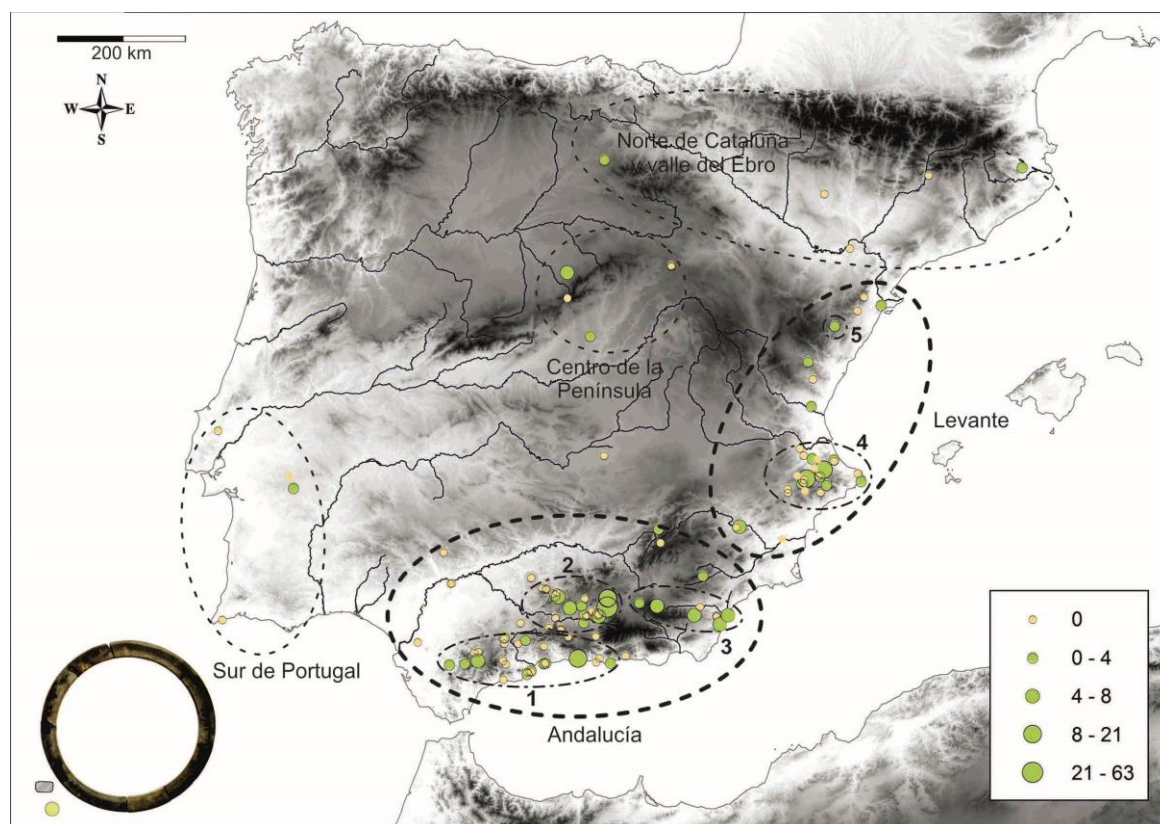 200 km
N
W E
S
Norte de Cataluña
y valle del Ebro
5
Centro de la
Península
Levante
4
2
3
Sur de Portugal
1
Andalucía
0
0 - 4
4 - 8
8 - 21
21 - 63